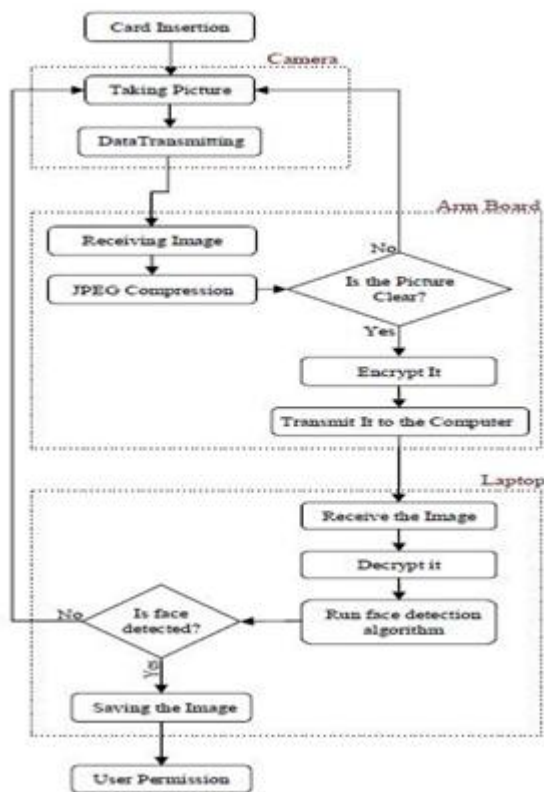 Card Insertion
Camera
Taking Picture
DataTransmitting
Arm Board
Receiving Image
No
JPEG Compression
Is the Picture
Clear?
Yes
Encrypt It
Transmit It to the Computer
Laptop
Receive the Image
Decrypt it
Run face detection
algorithm
Is face
detected?
No
Yes
Saving the Image
User Permission